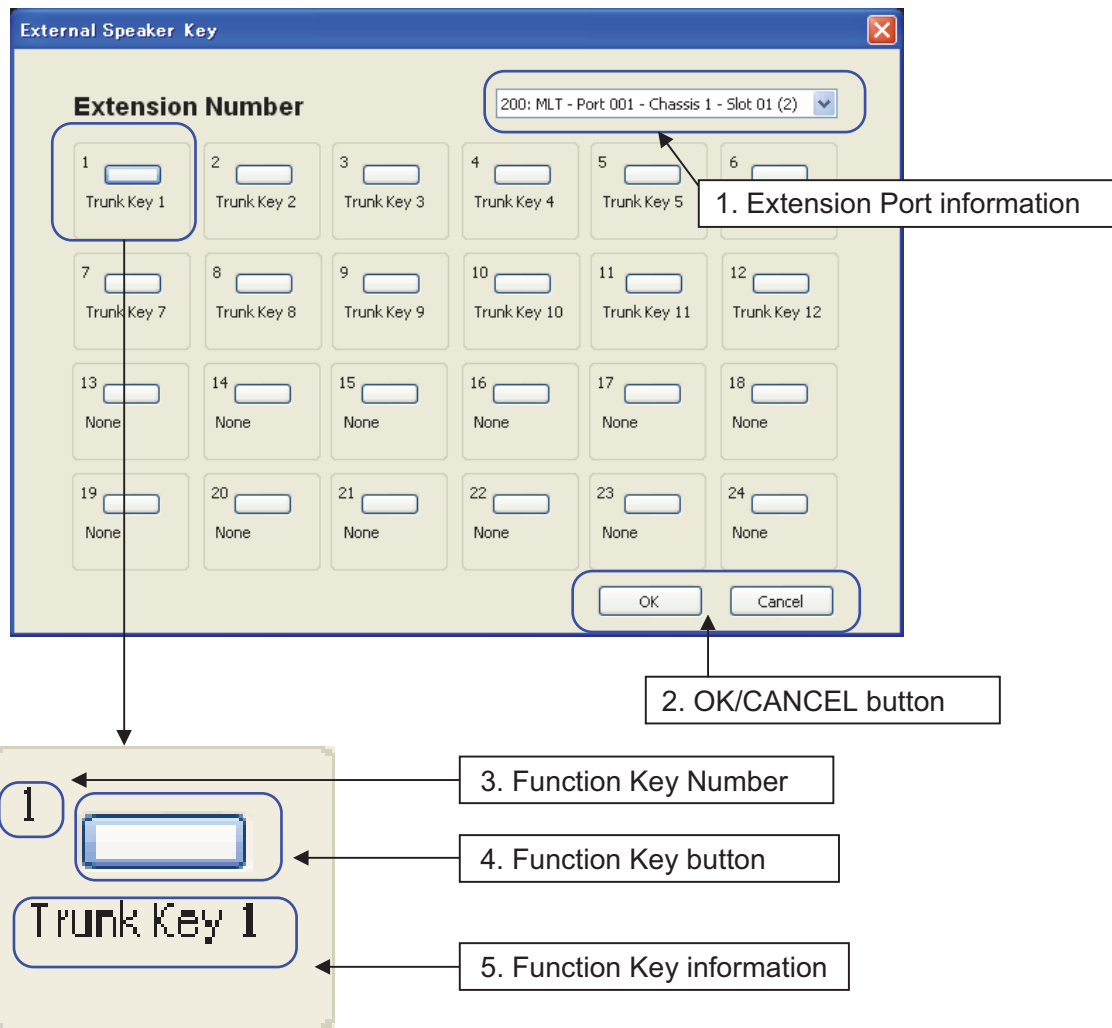 External Speaker Key
Extension Number
200: MLT - Port 001 - Chassis 1 - Slot 01 (2)
1 2 3 4 5 6
Trunk Key 1 Trunk Key 2 Trunk Key 3 Trunk Key 4 Trunk Key 5
1. Extension Port information
7 8 9 10 11 12
Trunk Key 7 Trunk Key 8 Trunk Key 9 Trunk Key 10 Trunk Key 11 Trunk Key 12
13 14 15 16 17 18
None None None None None None
19 20 21 22 23 24
None None None None None None
OK Cancel
2. OK/CANCEL button
3. Function Key Number
1
4. Function Key button
Trunk Key 1
5. Function Key information